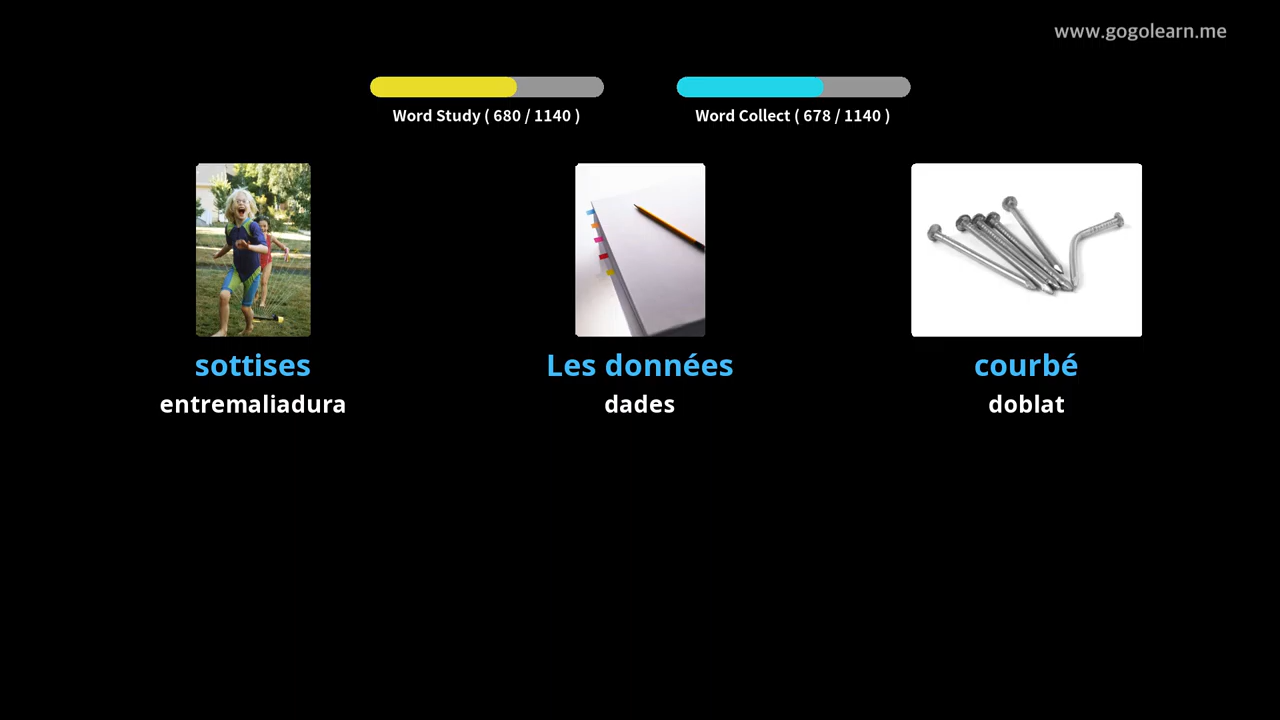 www.gogolearn.me
Word Study ( 680 / 1140 )
Word Collect ( 678 / 1140 )
sottises
Les données
courbé
entremaliadura
dades
doblat